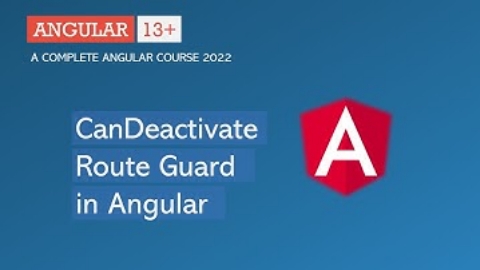 ANGULAR 13+
A COMPLETE ANGULAR COURSE 2022
CanDeactivate
Route Guard
in Angular
A